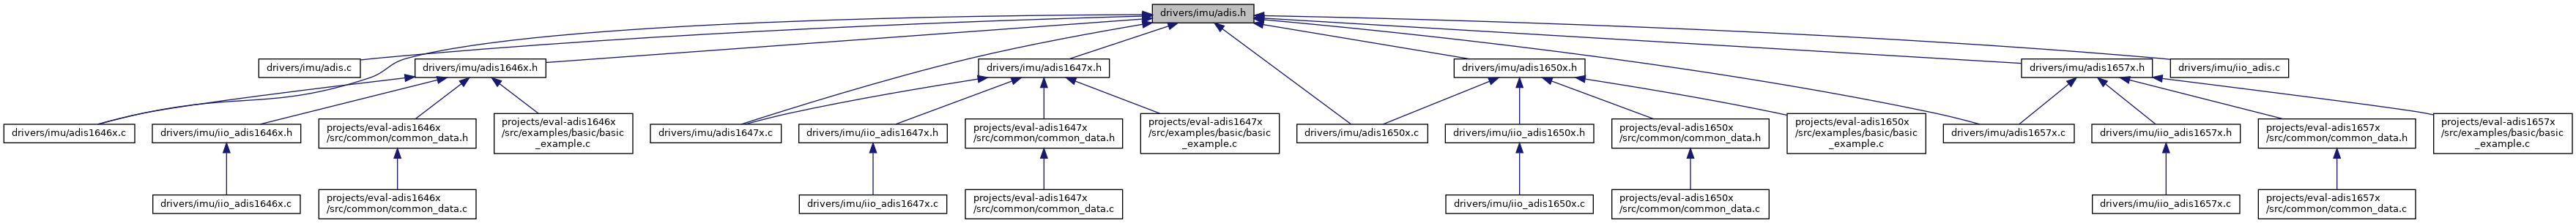 drivers/imu/adis.h
drivers/imu/adis.c
drivers/imu/adis1646x.h
drivers/imu/adis1647x.h
drivers/imu/adis1650x.h
drivers/imu/adis1657x.h
drivers/imu/iio_adis.c
drivers/imu/adis1646x.c
drivers/imu/iio_adis1646x.h
projects/eval-adis1646x
/src/common/common_data.h
projects/eval-adis1646x
/src/examples/basic/basic
_example.c
drivers/imu/adis1647x.c
drivers/imu/iio_adis1647x.h
projects/eval-adis1647x
/src/common/common_data.h
projects/eval-adis1647x
/src/examples/basic/basic
_example.c
drivers/imu/adis1650x.c
drivers/imu/iio_adis1650x.h
projects/eval-adis1650x
/src/common/common_data.h
projects/eval-adis1650x
/src/examples/basic/basic
_example.c
drivers/imu/adis1657x.c
drivers/imu/iio_adis1657x.h
projects/eval-adis1657x
/src/common/common_data.h
projects/eval-adis1657x
/src/examples/basic/basic
_example.c
drivers/imu/iio_adis1646x.c
projects/eval-adis1646x
/src/common/common_data.c
drivers/imu/iio_adis1647x.c
projects/eval-adis1647x
/src/common/common_data.c
drivers/imu/iio_adis1650x.c
projects/eval-adis1650x
/src/common/common_data.c
drivers/imu/iio_adis1657x.c
projects/eval-adis1657x
/src/common/common_data.c